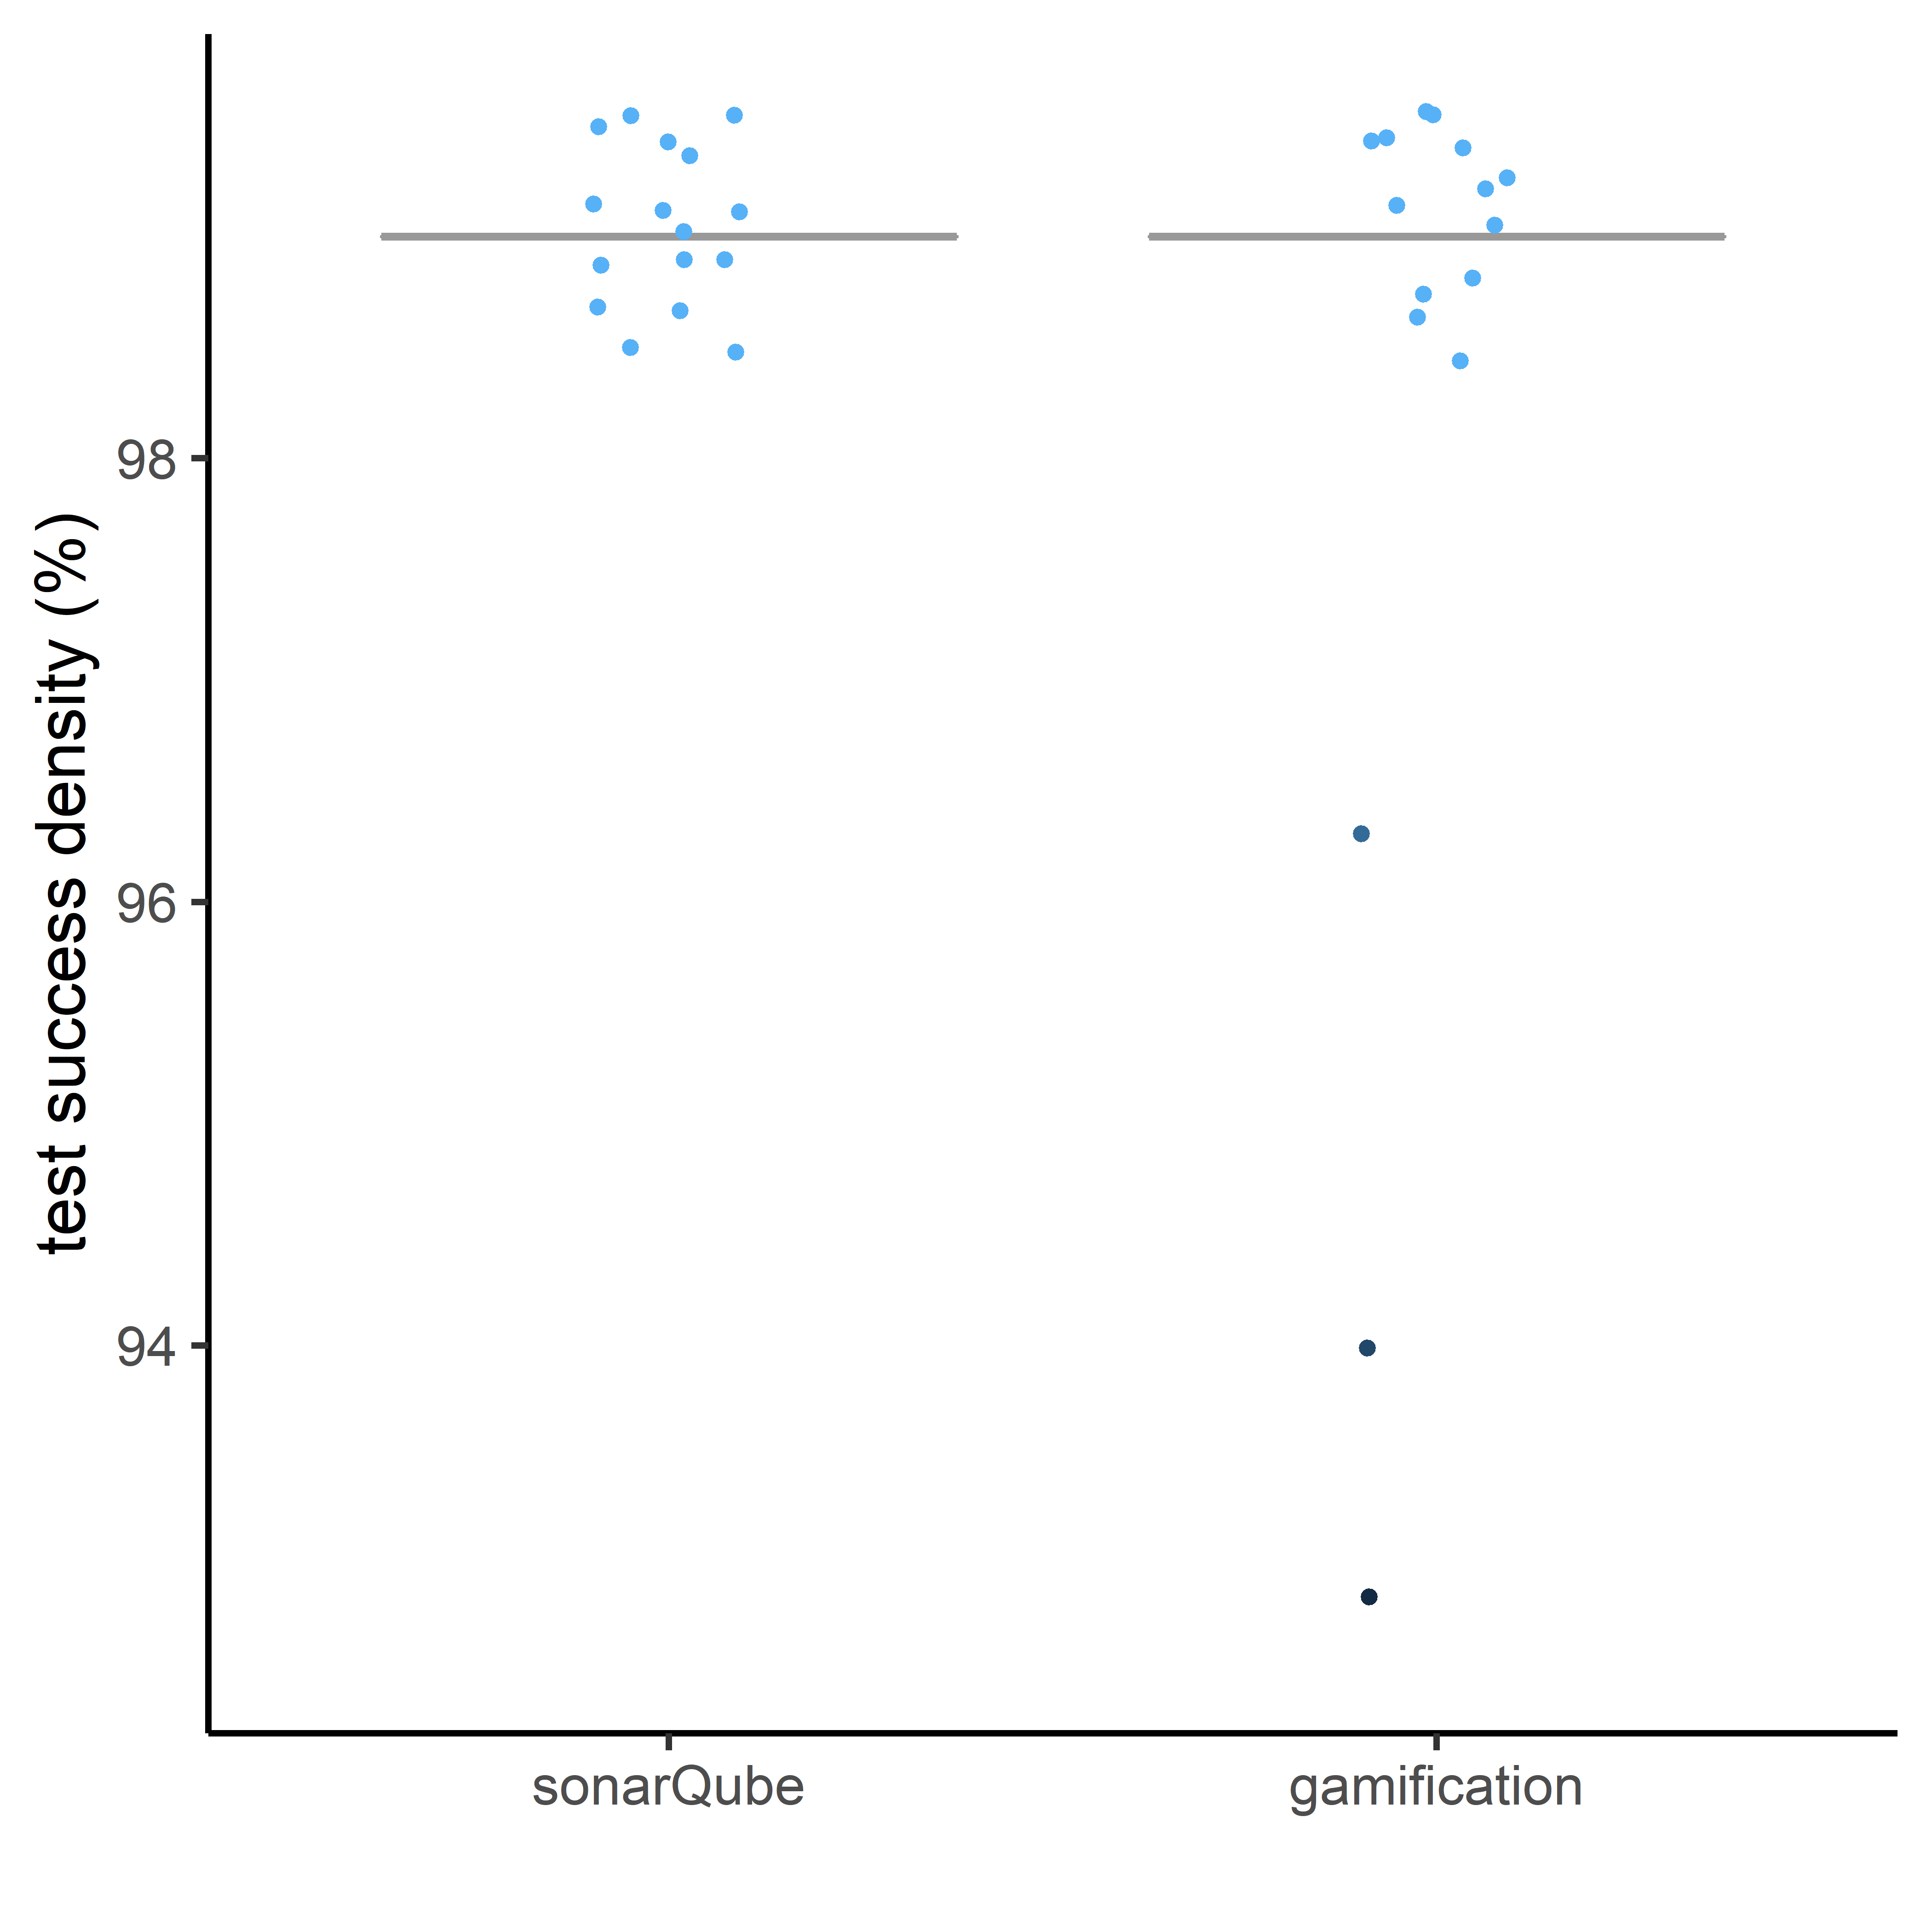 test success density (%)
98
96
94
sonarQube
gamification